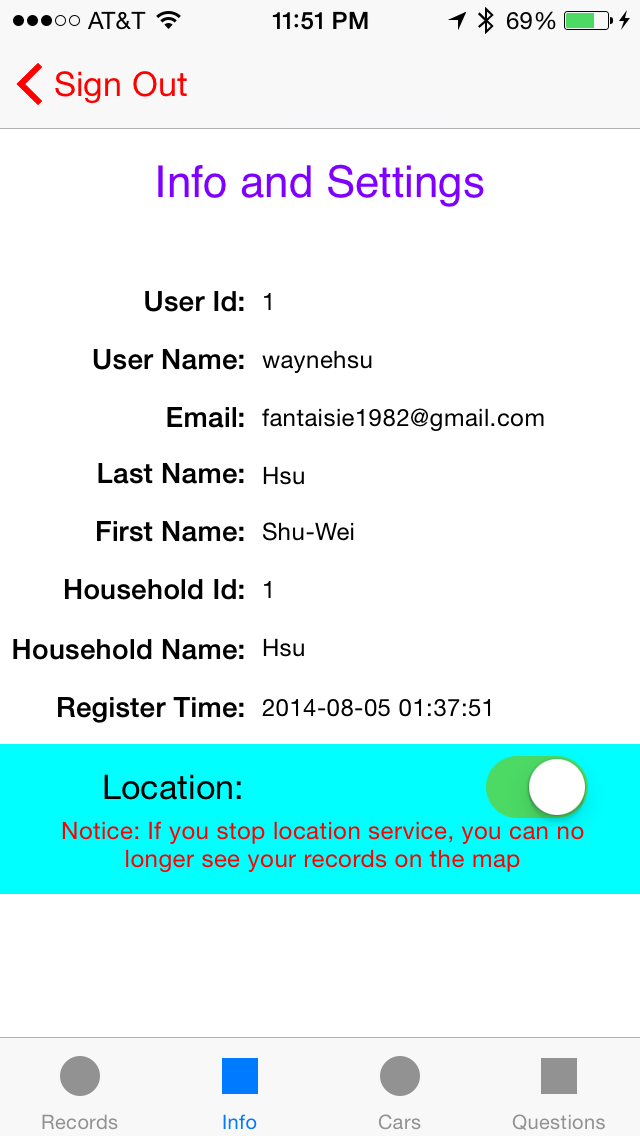 AT&T 11:51 PM 69%
Sign Out
Info and Settings
User Id: 1
User Name: waynehsu
Email: fantaisie1982@gmail.com
Last Name: Hsu
First Name: Shu-Wei
Household Id: 1
Household Name: Hsu
Register Time: 2014-08-05 01:37:51
Location:
Notice: If you stop location service, you can no
longer see your records on the map
Records Info Cars Questions